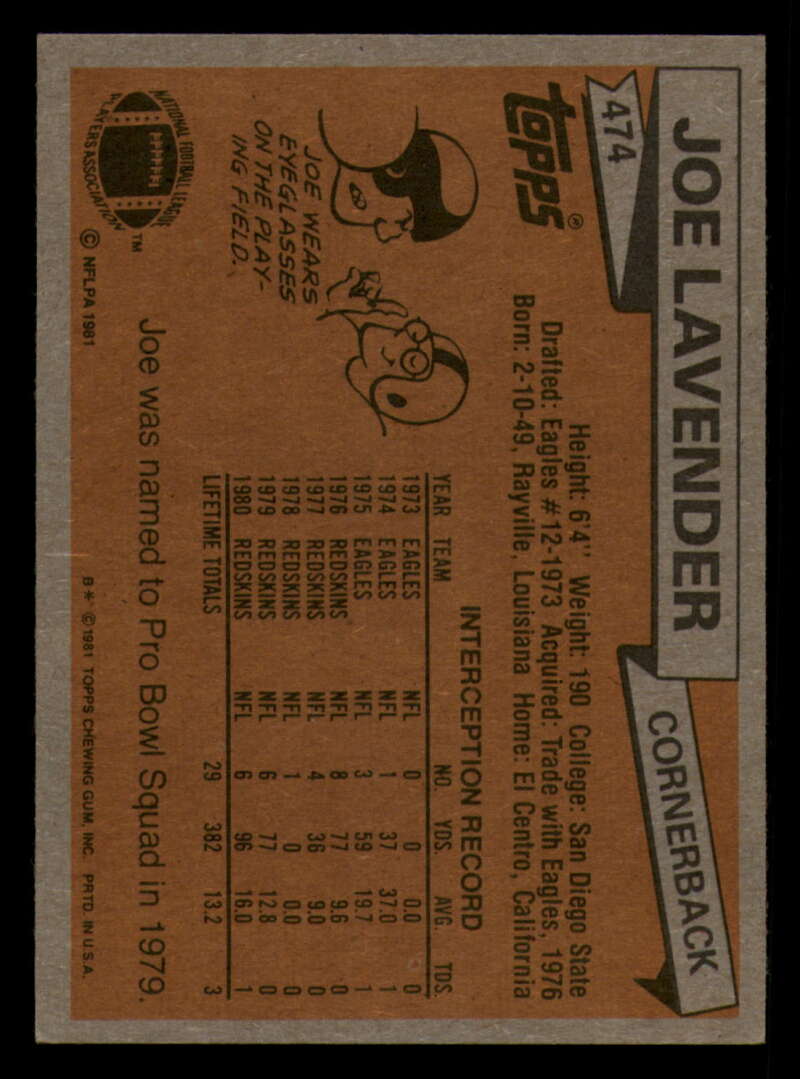 474
JOE LAVENDER
CORNERBACK
topps®
Height: 6'4" Weight: 190 College: San Diego State
Drafted: Eagles #12-1973 Acquired: Trade with Eagles, 1976
Born: 2-10-49, Rayville, Louisiana Home: El Centro, California
JOE WEARS
EYEGLASSES
ON THE PLAY-
ING FIELD.
INTERCEPTION RECORD
YEAR TEAM NO. YDS. AVG. TDS.
1973 EAGLES NFL 0 0 0.0 0
1974 EAGLES NFL 1 37 37.0 1
1975 EAGLES NFL 3 59 19.7 1
1976 REDSKINS NFL 8 77 9.6 0
1977 REDSKINS NFL 4 36 9.0 0
1978 REDSKINS NFL 1 0 0.0 0
1979 REDSKINS NFL 6 77 12.8 0
1980 REDSKINS NFL 6 96 16.0 1
LIFETIME TOTALS 29 382 13.2 3
NATIONAL FOOTBALL LEAGUE
PLAYERS ASSOCIATION
™
© NFLPA 1981
Joe was named to Pro Bowl Squad in 1979.
B* © 1981 TOPPS CHEWING GUM, INC. PRTD. IN U.S.A.